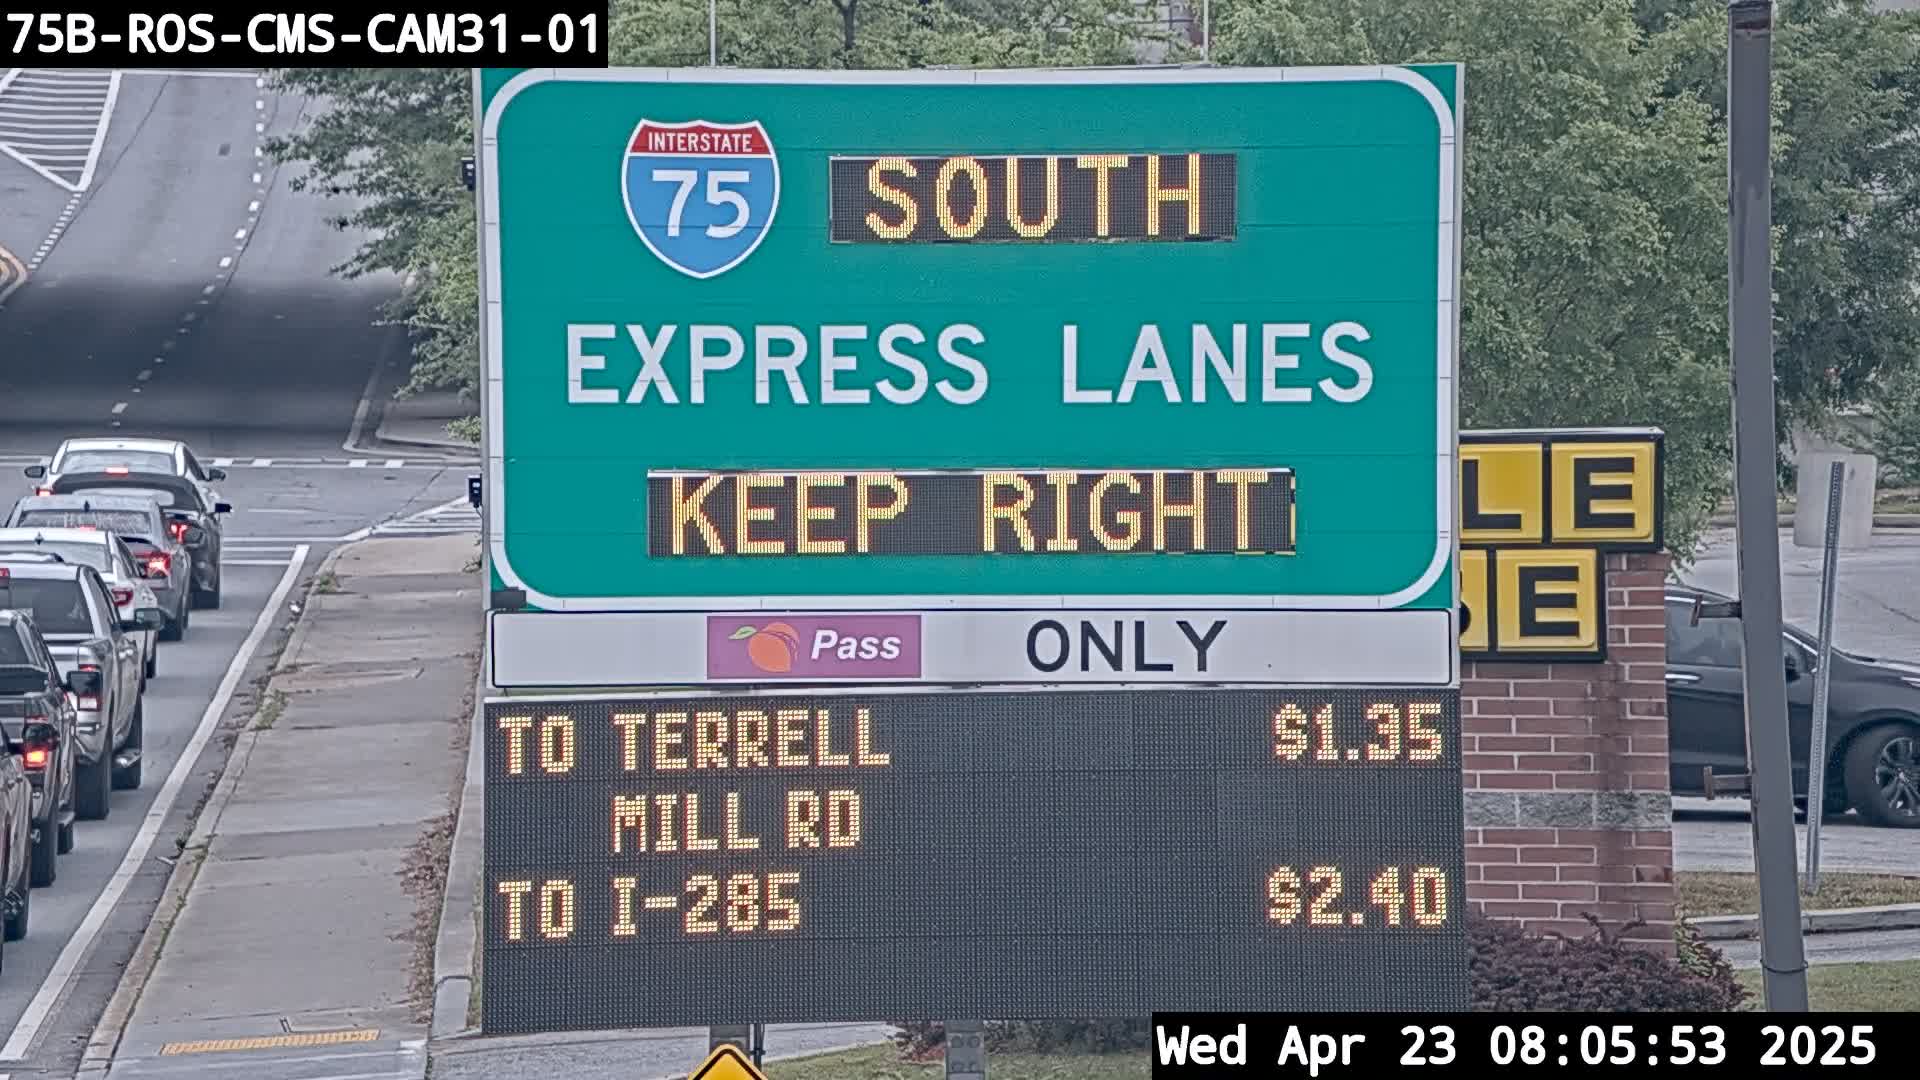 75B-ROS-CMS-CAM31-01
INTERSTATE
75
SOUTH
EXPRESS LANES
KEEP RIGHT
Pass ONLY
TO TERRELL $1.35
MILL RD
TO I-285 $2.40
LE
E
Wed Apr 23 08:05:53 2025